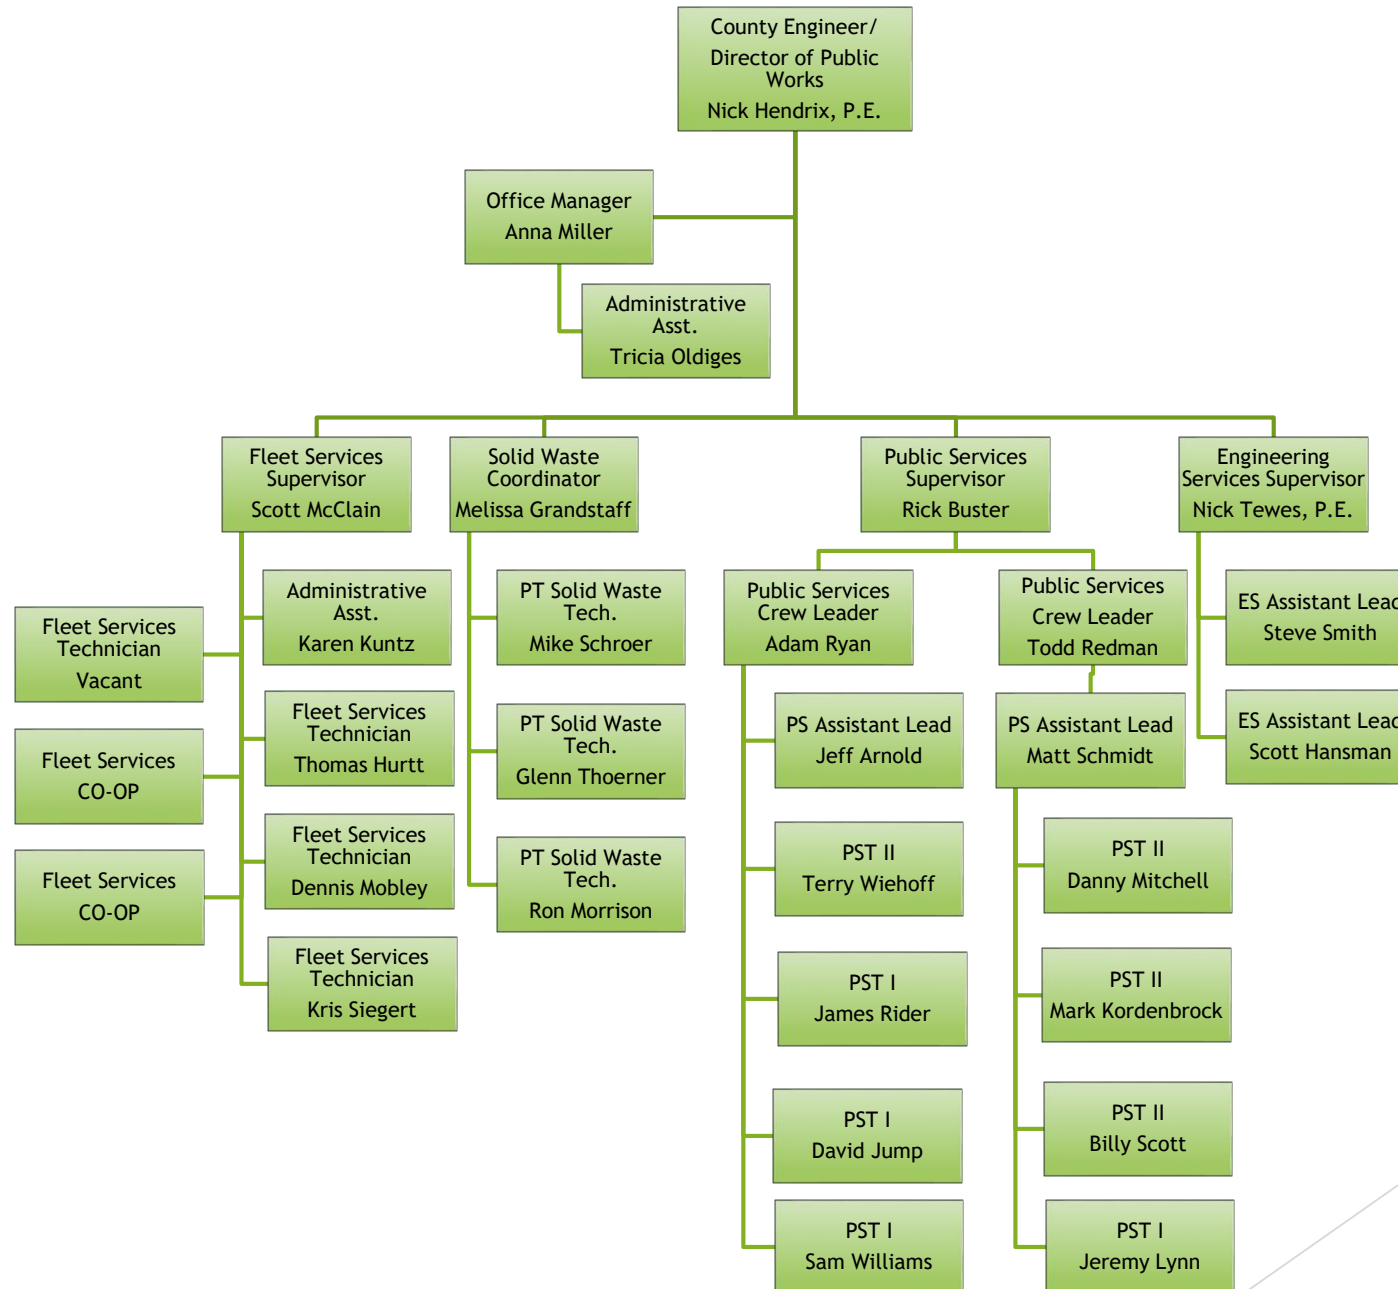 County Engineer/
Director of Public
Works
Nick Hendrix, P.E.
Office Manager
Anna Miller
Administrative
Asst.
Tricia Oldiges
Fleet Services
Supervisor
Scott McClain
Solid Waste
Coordinator
Melissa Grandstaff
Public Services
Supervisor
Rick Buster
Engineering
Services Supervisor
Nick Tewes, P.E.
Fleet Services
Technician
Vacant
Fleet Services
CO-OP
Fleet Services
CO-OP
Administrative
Asst.
Karen Kuntz
Fleet Services
Technician
Thomas Hurtt
Fleet Services
Technician
Dennis Mobley
Fleet Services
Technician
Kris Siegert
PT Solid Waste
Tech.
Mike Schroer
PT Solid Waste
Tech.
Glenn Thoerner
PT Solid Waste
Tech.
Ron Morrison
Public Services
Crew Leader
Adam Ryan
PS Assistant Lead
Jeff Arnold
PST II
Terry Wiehoff
PST I
James Rider
PST I
David Jump
PST I
Sam Williams
Public Services
Crew Leader
Todd Redman
PS Assistant Lead
Matt Schmidt
PST II
Danny Mitchell
PST II
Mark Kordenbrock
PST II
Billy Scott
PST I
Jeremy Lynn
ES Assistant Lead
Steve Smith
ES Assistant Lead
Scott Hansman